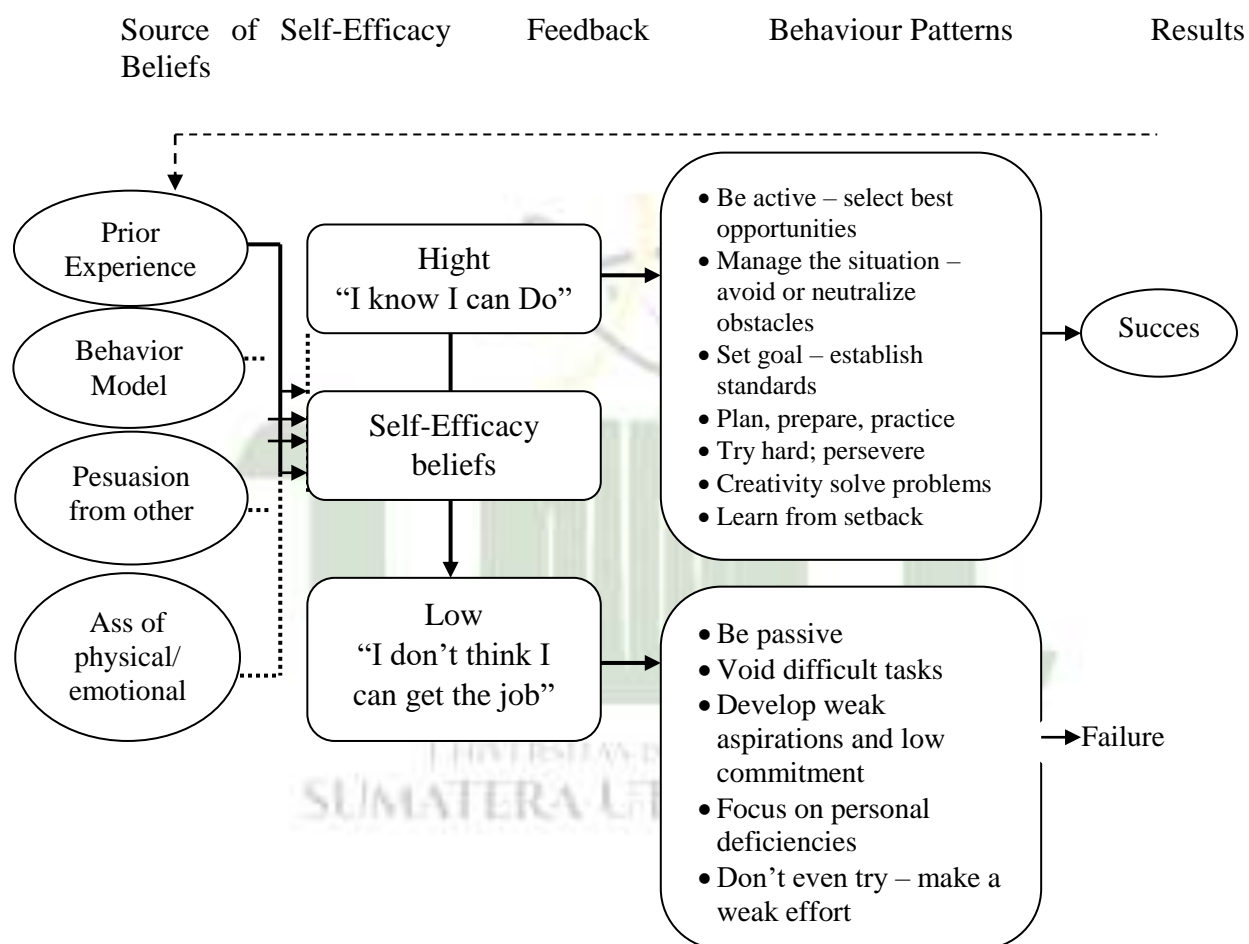 Source of Self-Efficacy Beliefs
Feedback
Behaviour Patterns
Results
Prior
Experience
Behavior
Model
Pesuasion
from other
Ass of
physical/
emotional
Hight
“I know I can Do”
Self-Efficacy
beliefs
Low
“I don’t think I
can get the job”
• Be active – select best
opportunities
• Manage the situation –
avoid or neutralize
obstacles
• Set goal – establish
standards
• Plan, prepare, practice
• Try hard; persevere
• Creativity solve problems
• Learn from setback
• Be passive
• Void difficult tasks
• Develop weak
aspirations and low
commitment
• Focus on personal
deficiencies
• Don’t even try – make a
weak effort
Succes
Failure
SUMATERA UT